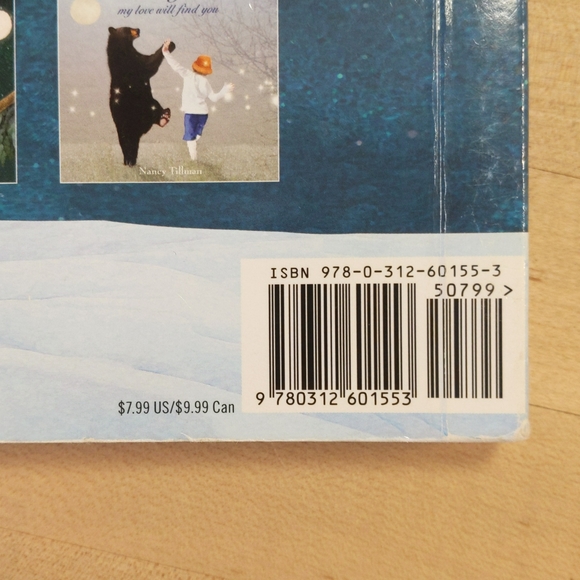 my love will find you
Nancy Tillman
ISBN 978-0-312-60155-3
50799 >
9 780312 601553
$7.99 US/$9.99 Can